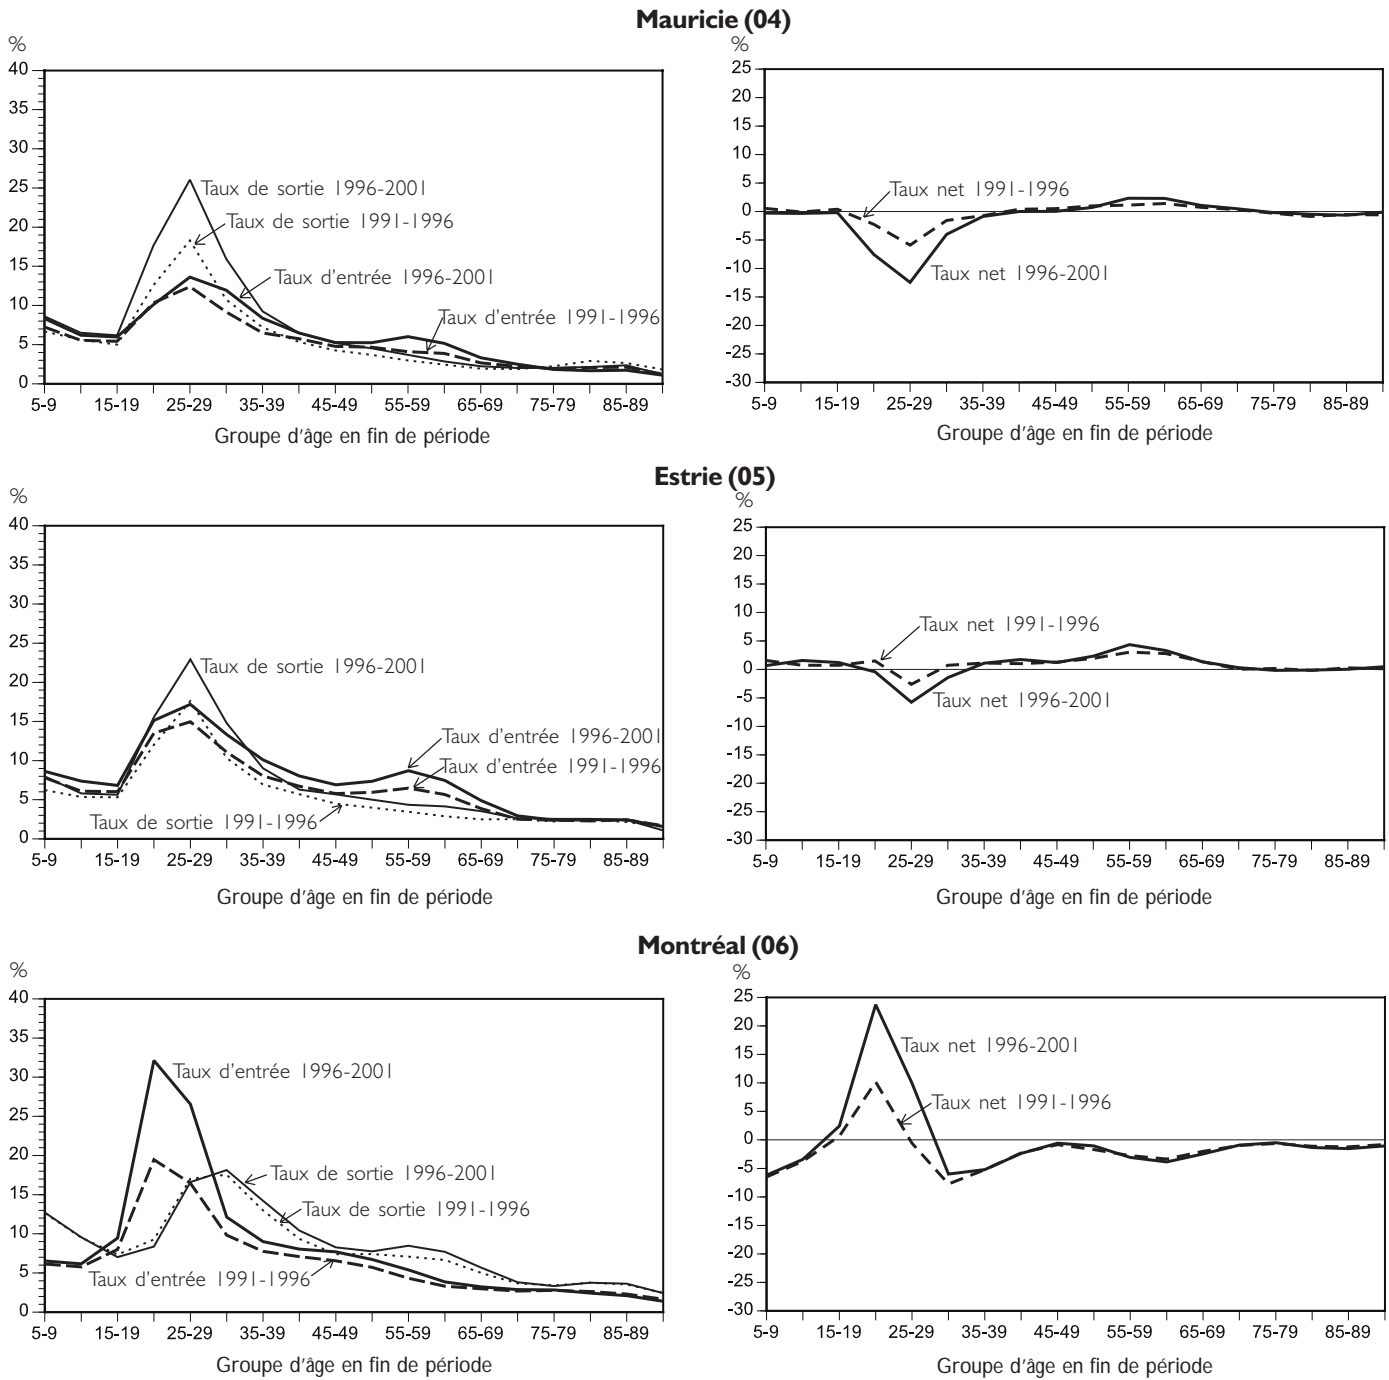 Mauricie (04)
%
40
35
30
25
20
15
10
5
0
Taux de sortie 1996-2001
Taux de sortie 1991-1996
Taux d'entrée 1996-2001
Taux d'entrée 1991-1996
5-9 15-19 25-29 35-39 45-49 55-59 65-69 75-79 85-89
Groupe d'âge en fin de période
%
25
20
15
10
5
0
-5
-10
-15
-20
-25
-30
Taux net 1991-1996
Taux net 1996-2001
5-9 15-19 25-29 35-39 45-49 55-59 65-69 75-79 85-89
Groupe d'âge en fin de période
Estrie (05)
%
40
35
30
25
20
15
10
5
0
Taux de sortie 1996-2001
Taux d'entrée 1996-2001
Taux d'entrée 1991-1996
Taux de sortie 1991-1996
5-9 15-19 25-29 35-39 45-49 55-59 65-69 75-79 85-89
Groupe d'âge en fin de période
%
25
20
15
10
5
0
-5
-10
-15
-20
-25
-30
Taux net 1991-1996
Taux net 1996-2001
5-9 15-19 25-29 35-39 45-49 55-59 65-69 75-79 85-89
Groupe d'âge en fin de période
Montréal (06)
%
40
35
30
25
20
15
10
5
0
Taux d'entrée 1996-2001
Taux de sortie 1996-2001
Taux de sortie 1991-1996
Taux d'entrée 1991-1996
5-9 15-19 25-29 35-39 45-49 55-59 65-69 75-79 85-89
Groupe d'âge en fin de période
%
25
20
15
10
5
0
-5
-10
-15
-20
-25
-30
Taux net 1996-2001
Taux net 1991-1996
5-9 15-19 25-29 35-39 45-49 55-59 65-69 75-79 85-89
Groupe d'âge en fin de période